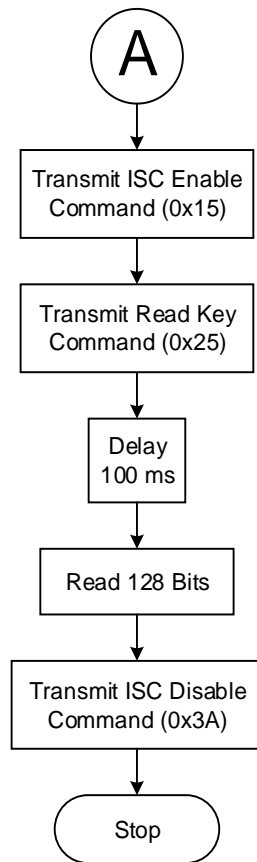 A
Transmit ISC Enable
Command (0x15)
Transmit Read Key
Command (0x25)
Delay
100 ms
Read 128 Bits
Transmit ISC Disable
Command (0x3A)
Stop